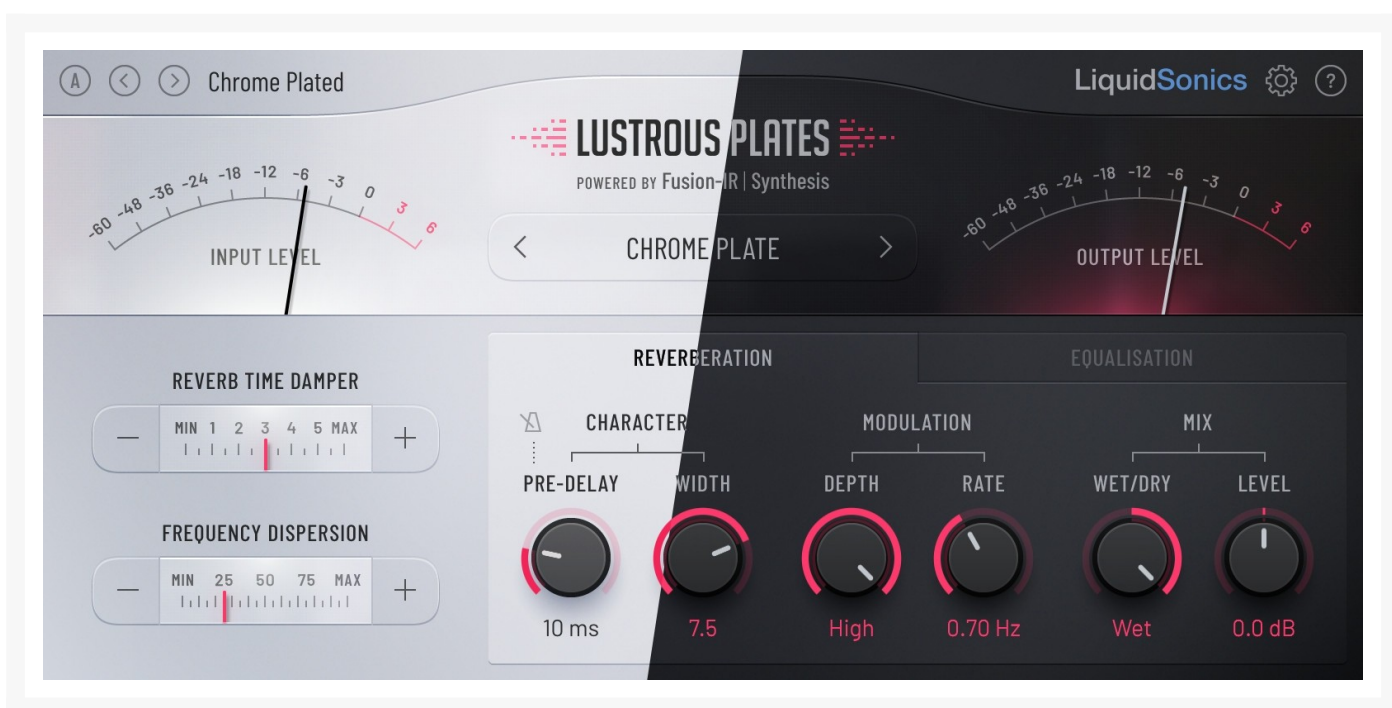 A < > Chrome Plated
LiquidSonics ?
LUSTROUS PLATES
POWERED BY Fusion-IR | Synthesis
< CHROME PLATE >
-60 -48 -36 -24 -18 -12 -6 -3 0 3 6
INPUT LEVEL
-60 -48 -36 -24 -18 -12 -6 -3 0 3 6
OUTPUT LEVEL
REVERB TIME DAMPER
MIN 1 2 3 4 5 MAX
− +
FREQUENCY DISPERSION
MIN 25 50 75 MAX
− +
REVERBERATION
EQUALISATION
CHARACTER
MODULATION
MIX
PRE-DELAY
WIDTH
DEPTH
RATE
WET/DRY
LEVEL
10 ms
7.5
High
0.70 Hz
Wet
0.0 dB